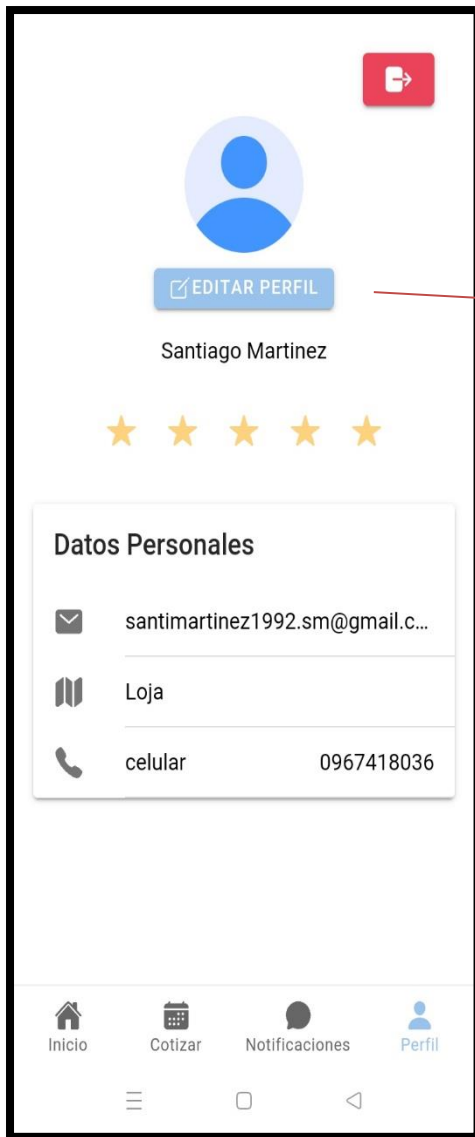 EDITAR PERFIL
Santiago Martinez
Datos Personales
santimartinez1992.sm@gmail.c...
Loja
celular 0967418036
Inicio Cotizar Notificaciones Perfil